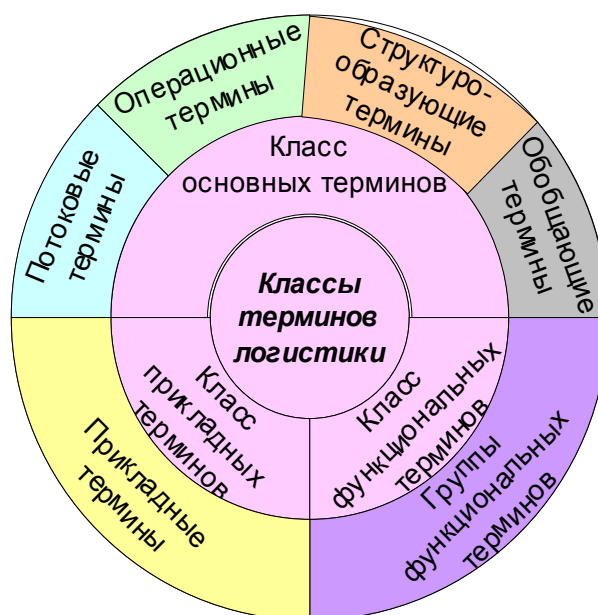 Операционные
термины
Структуро-
образующие
термины
Потоковые
термины
Обобщающие
термины
Класс
основных терминов
Классы
терминов
логистики
Класс
прикладных
терминов
Класс
функциональных
терминов
Прикладные
термины
Группы
функциональных
терминов